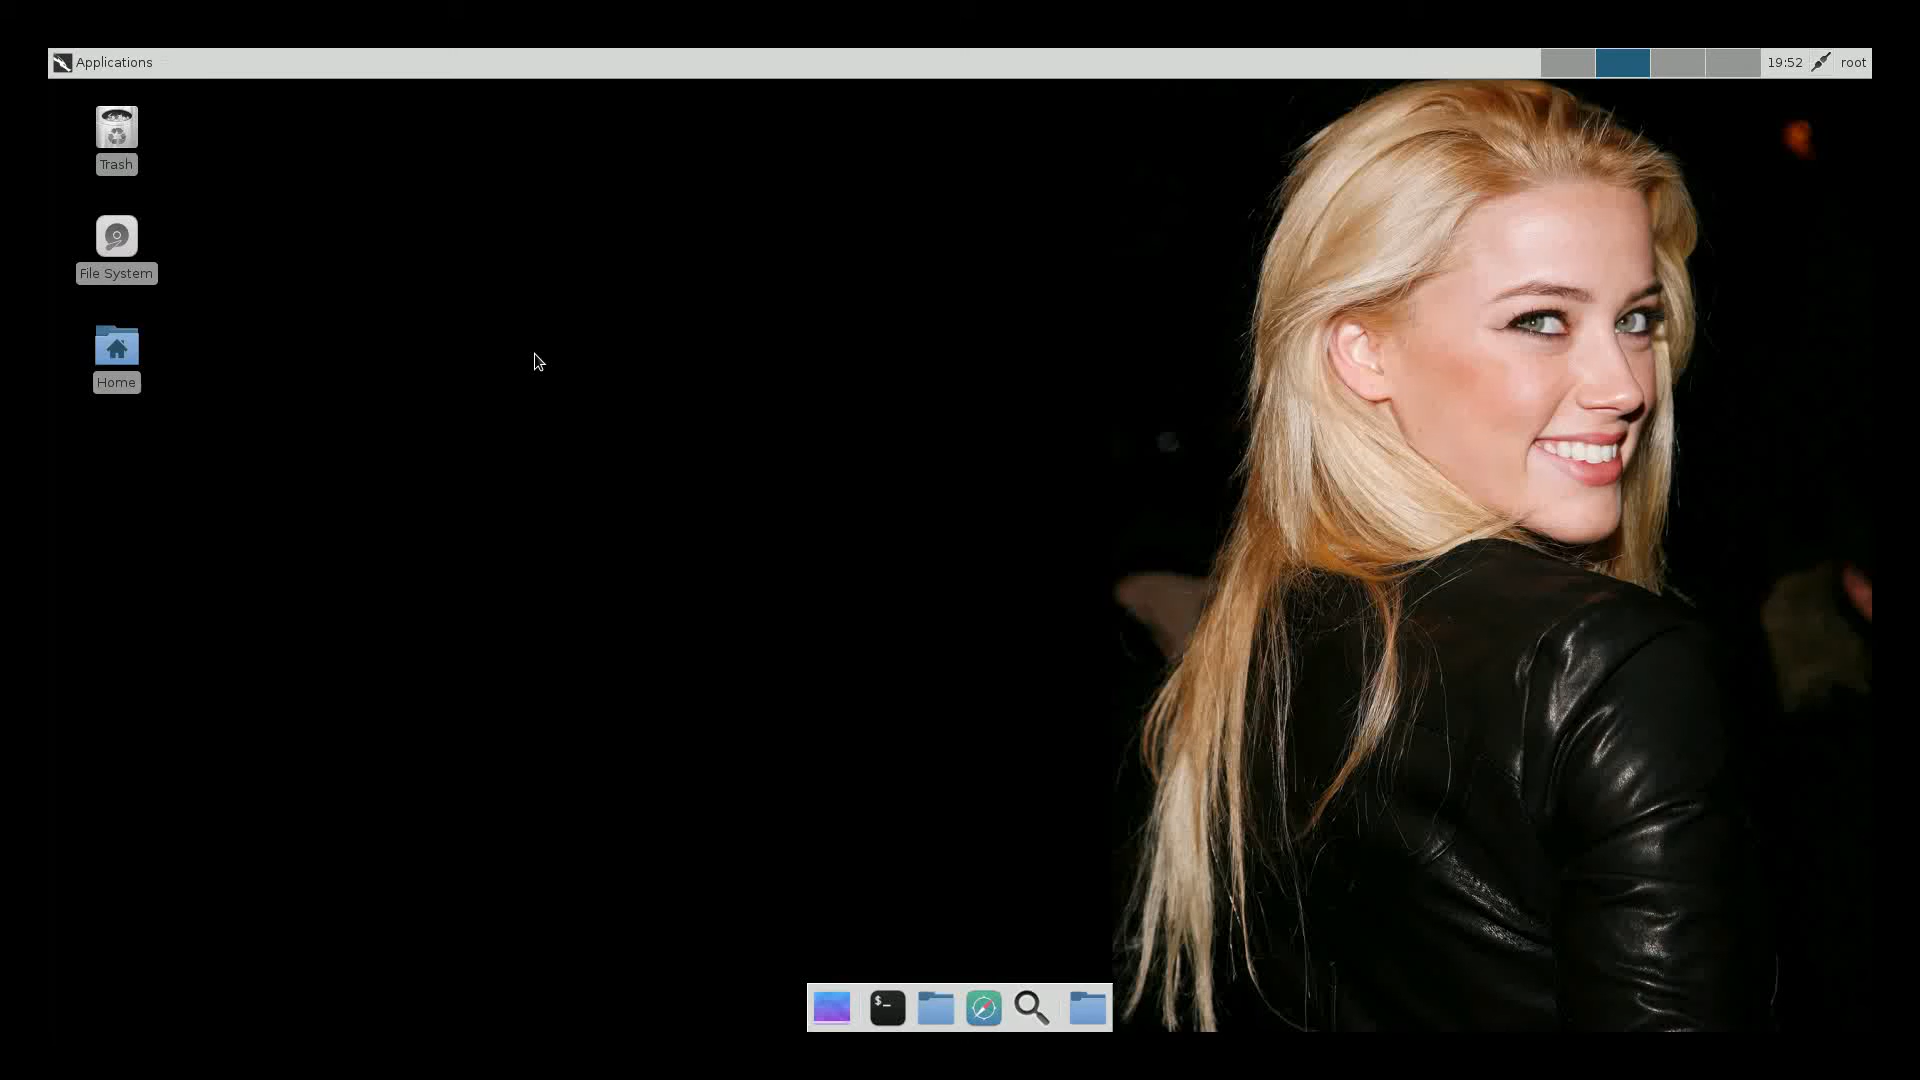 Applications
19:52
root
Trash
File System
Home
$_